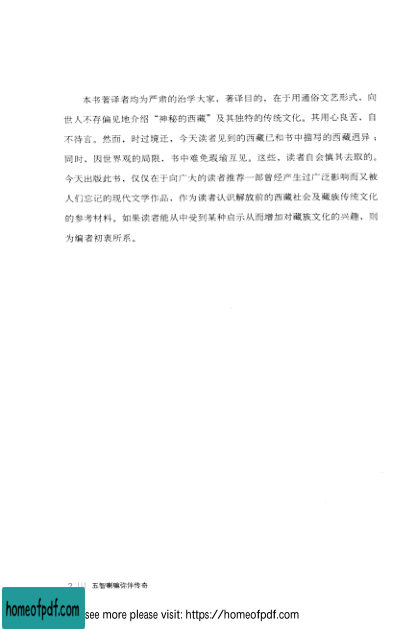 本书著译者均为严肃的治学大家，著译目的，在于用通俗文艺形式，向
世人不存偏见地介绍“神秘的西藏”及其独特的传统文化。其用心良苦，自
不待言。然而，时过境迁，今天读者见到的西藏已和书中描写的西藏迥异；
同时，因世界观的局限，书中难免瑕瑜互见。这些，读者自会慎其去取的。
今天出版此书，仅仅在于向广大的读者推荐一部曾经产生过广泛影响而又被
人们忘记的现代文学作品，作为读者认识解放前的西藏社会及藏族传统文化
的参考材料。如果读者能从中受到某种启示从而增加对藏族文化的兴趣，则
为编者初衷所系。
2 五智喇嘛弥伴传奇
homeofpdf.com
see more please visit: https://homeofpdf.com